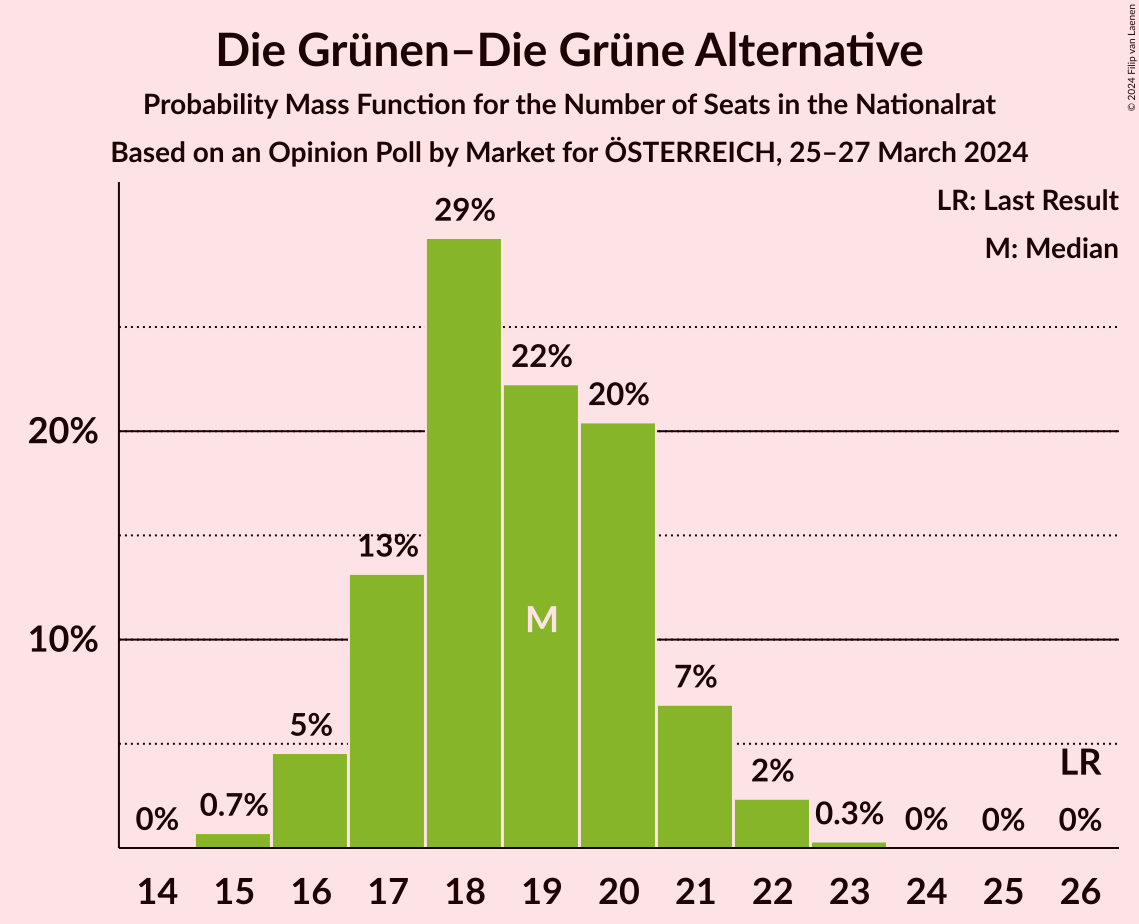 Die Grünen–Die Grüne Alternative
Probability Mass Function for the Number of Seats in the Nationalrat
Based on an Opinion Poll by Market for ÖSTERREICH, 25–27 March 2024
© 2024 Filip van Laenen
LR: Last Result
M: Median
29%
22%
20%
20%
13%
M
10%
7%
5%
2%
LR
0%
0.7%
0.3%
0%
0%
0%
14 15 16 17 18 19 20 21 22 23 24 25 26